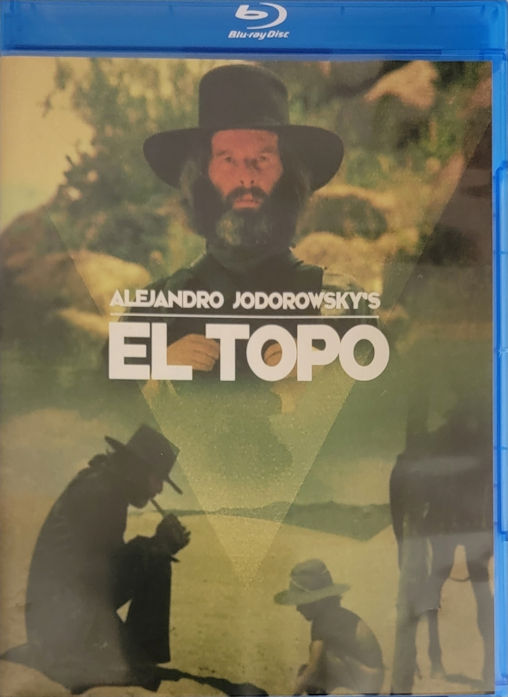 Blu-ray Disc
ALEJANDRO JODOROWSKY'S
EL TOPO